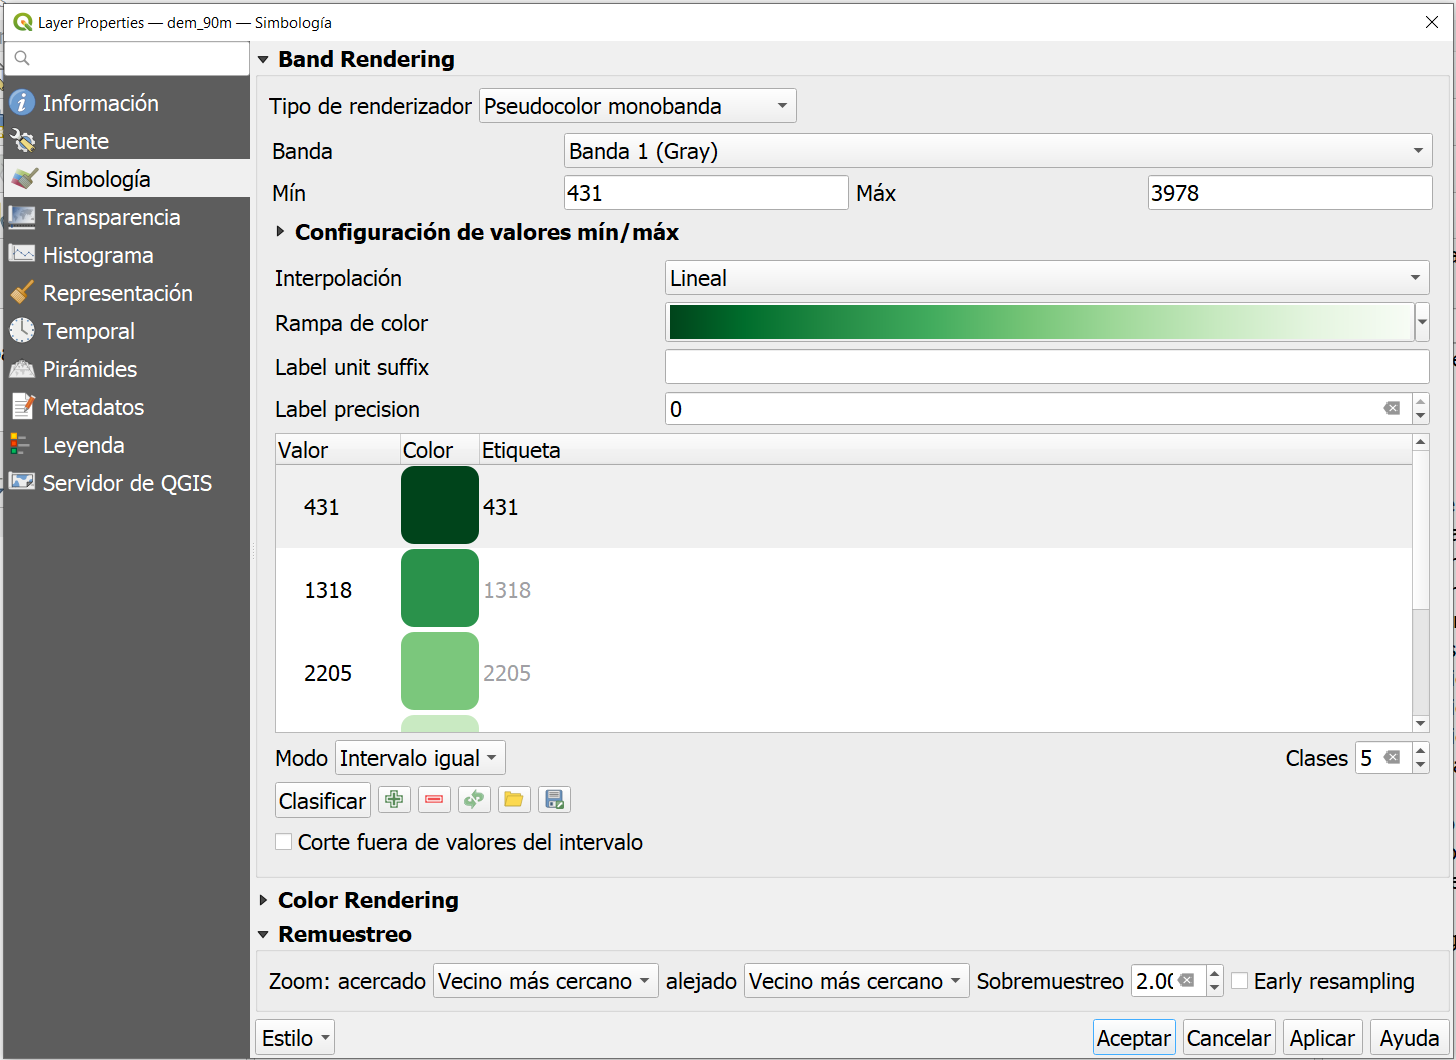 Layer Properties — dem_90m — Simbología
Información
Fuente
Simbología
Transparencia
Histograma
Representación
Temporal
Pirámides
Metadatos
Leyenda
Servidor de QGIS
Band Rendering
Tipo de renderizador Pseudocolor monobanda
Banda Banda 1 (Gray)
Mín 431 Máx 3978
Configuración de valores mín/máx
Interpolación Lineal
Rampa de color
Label unit suffix
Label precision 0
Valor Color Etiqueta
431 431
1318 1318
2205 2205
Modo Intervalo igual Clases 5
Clasificar
Corte fuera de valores del intervalo
Color Rendering
Remuestreo
Zoom: acercado Vecino más cercano alejado Vecino más cercano Sobremuestreo 2.00 Early resampling
Estilo Aceptar Cancelar Aplicar Ayuda